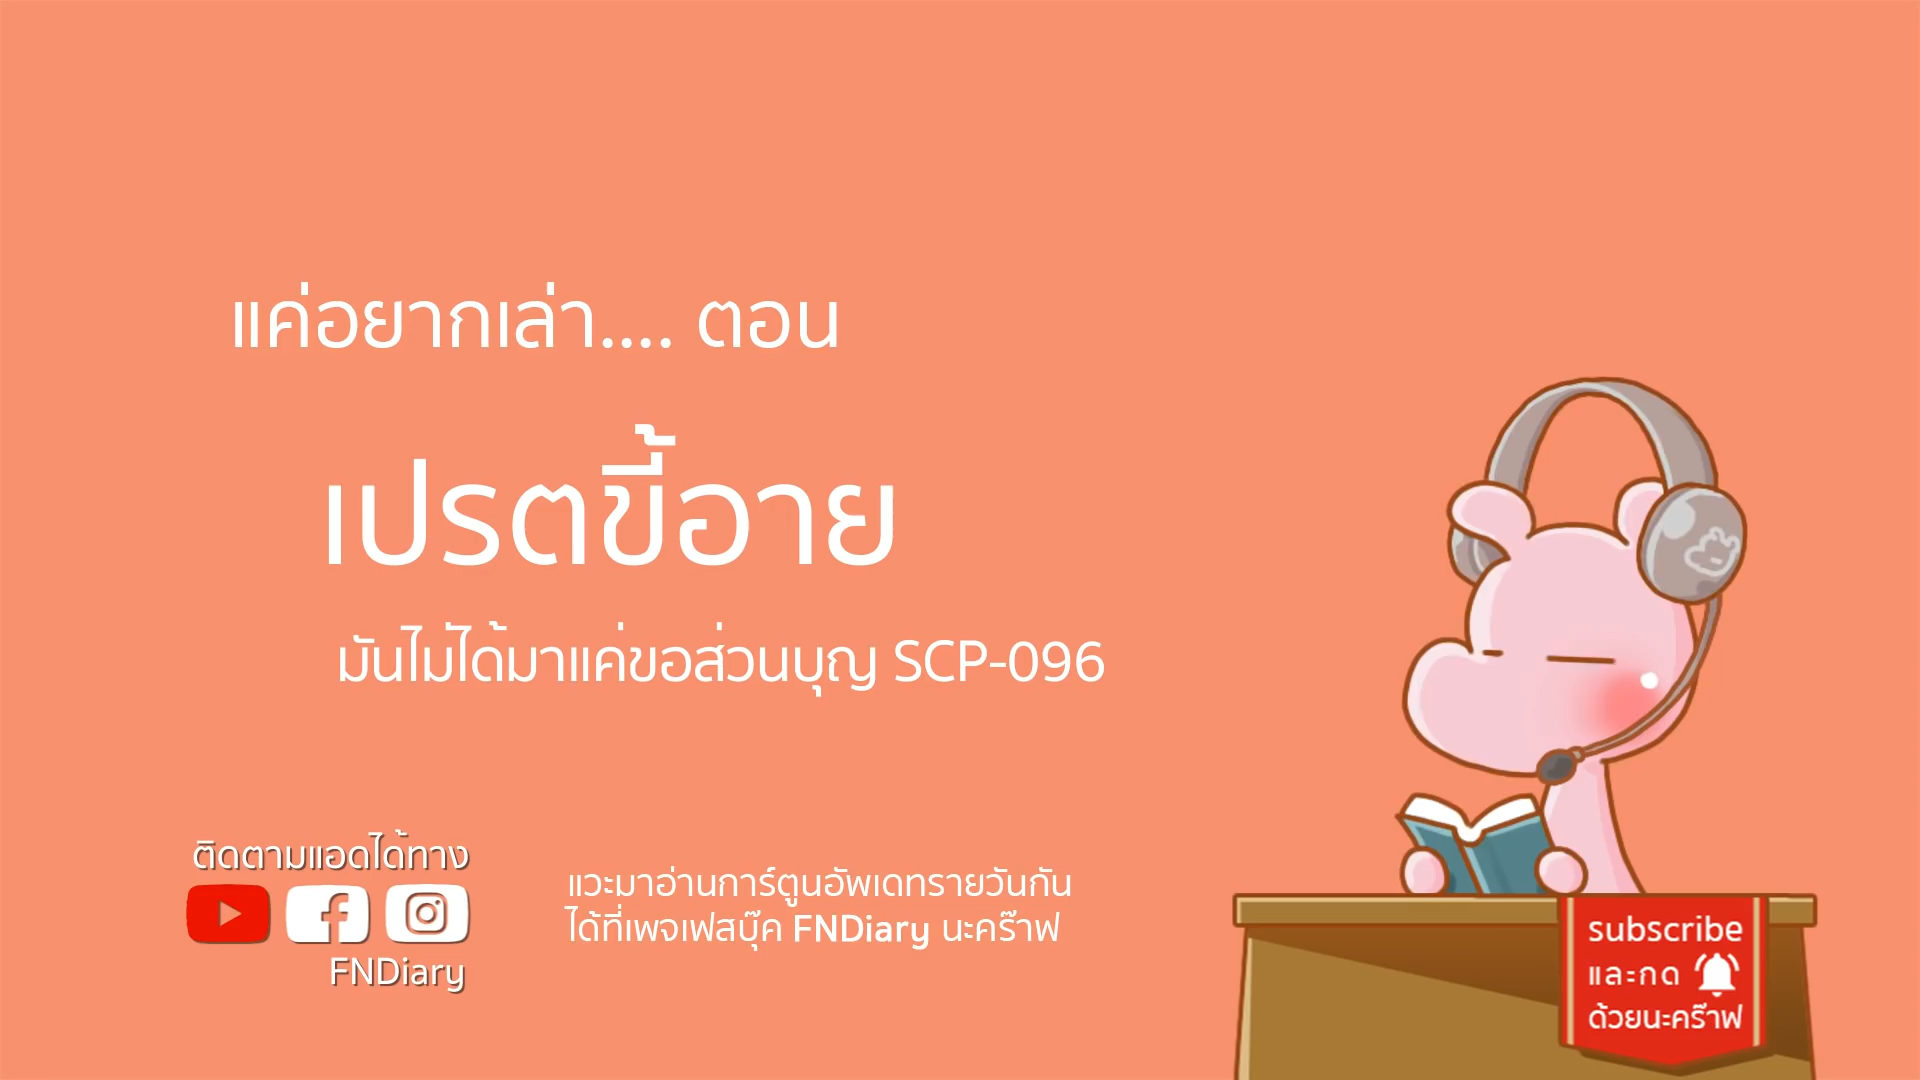 แค่อยากเล่า.... ตอน
เปรตขี้อาย
มันไม่ได้มาแค่ขอส่วนบุญ SCP-096
ติดตามแอดได้ทาง
FNDiary
แวะมาอ่านการ์ตูนอัพเดทรายวันกัน
ได้ที่เพจเฟสบุ๊ค FNDiary นะคร๊าฟ
subscribe
และกด
ด้วยนะคร๊าฟ